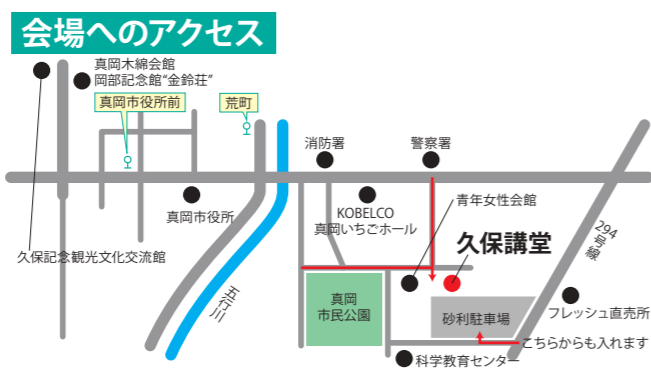 会場へのアクセス
真岡木綿会館
岡部記念館“金鈴荘”
真岡市役所前
荒町
消防署
警察署
青年女性会館
真岡市役所
KOBELCO
真岡いちごホール
久保講堂
294号線
久保記念観光文化交流館
五行川
真岡
市民公園
砂利駐車場
フレッシュ直売所
こちらからも入れます
科学教育センター